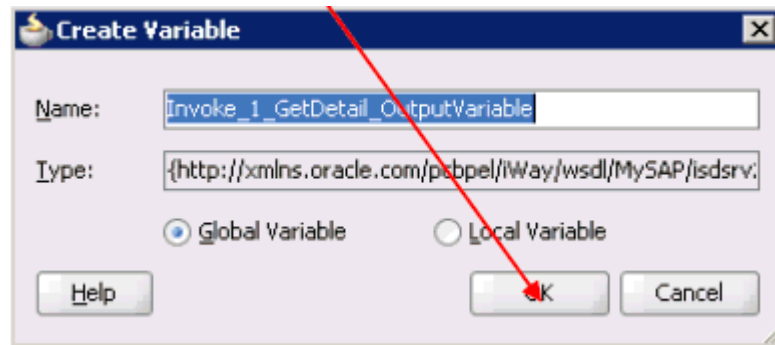 Create Variable
Name: Invoke_1_GetDetail_OutputVariable
Type: {http://xmlns.oracle.com/pcbpel/iWay/wsdl/MySAP/isdsrv2
Global Variable Local Variable
Help OK Cancel